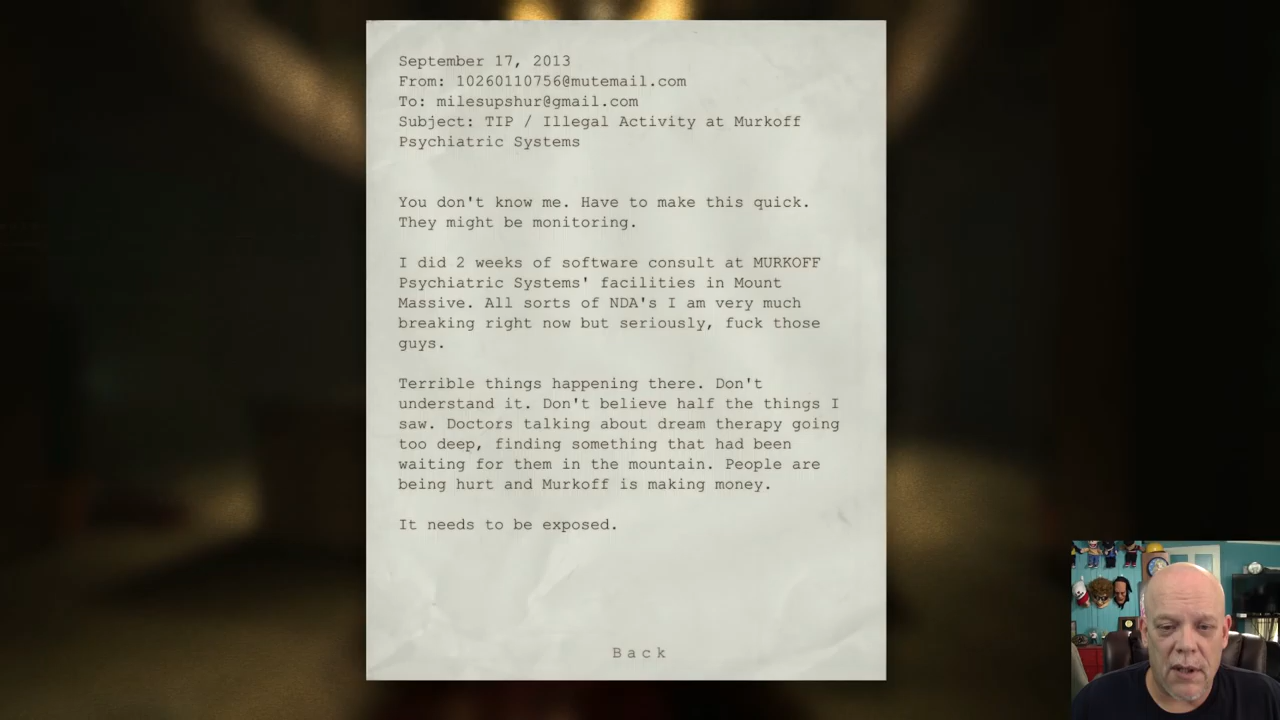 September 17, 2013
From: 10260110756@mutemail.com
To: milesupshur@gmail.com
Subject: TIP / Illegal Activity at Murkoff
Psychiatric Systems
You don't know me. Have to make this quick.
They might be monitoring.
I did 2 weeks of software consult at MURKOFF
Psychiatric Systems' facilities in Mount
Massive. All sorts of NDA's I am very much
breaking right now but seriously, fuck those
guys.
Terrible things happening there. Don't
understand it. Don't believe half the things I
saw. Doctors talking about dream therapy going
too deep, finding something that had been
waiting for them in the mountain. People are
being hurt and Murkoff is making money.
It needs to be exposed.
Back